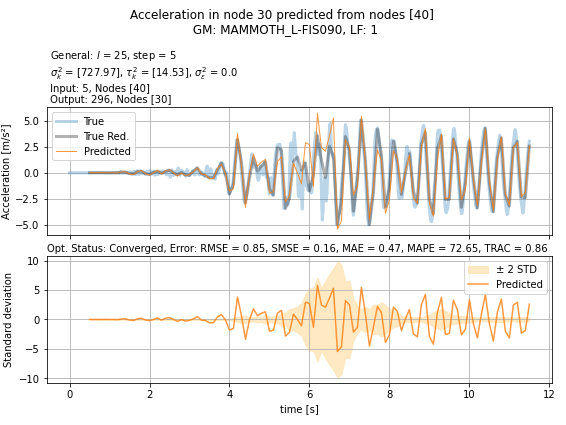 Acceleration in node 30 predicted from nodes [40]
GM: MAMMOTH_L-FIS090, LF: 1
General: l = 25, step = 5
σ²ₖ = [727.97], τ²ₖ = [14.53], σ²ε = 0.0
Input: 5, Nodes [40]
Output: 296, Nodes [30]
Acceleration [m/s²]
5.0
2.5
0.0
−2.5
−5.0
True
True Red.
Predicted
Opt. Status: Converged, Error: RMSE = 0.85, SMSE = 0.16, MAE = 0.47, MAPE = 72.65, TRAC = 0.86
Standard deviation
10
5
0
−5
−10
± 2 STD
Predicted
0 2 4 6 8 10 12
time [s]